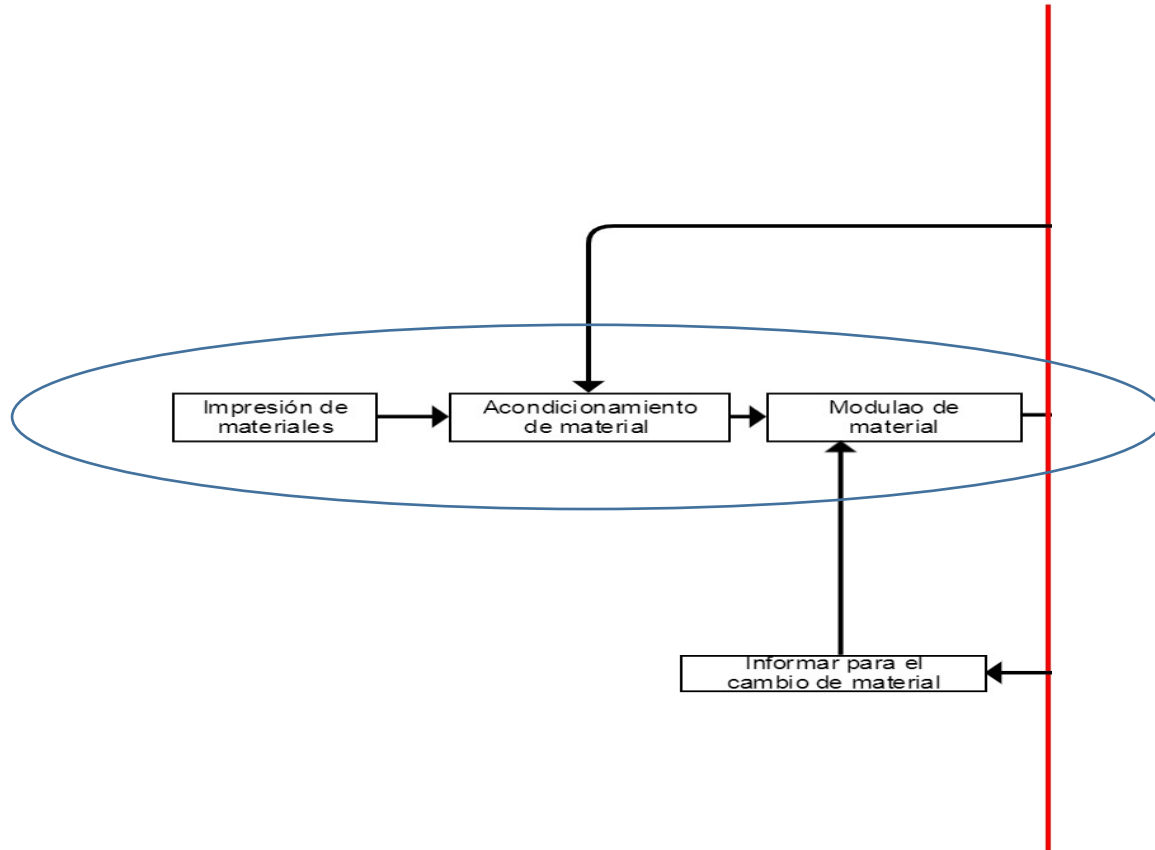 Impresión de
materiales
Acondicionamiento
de material
Modulao de
material
Informar para el
cambio de material